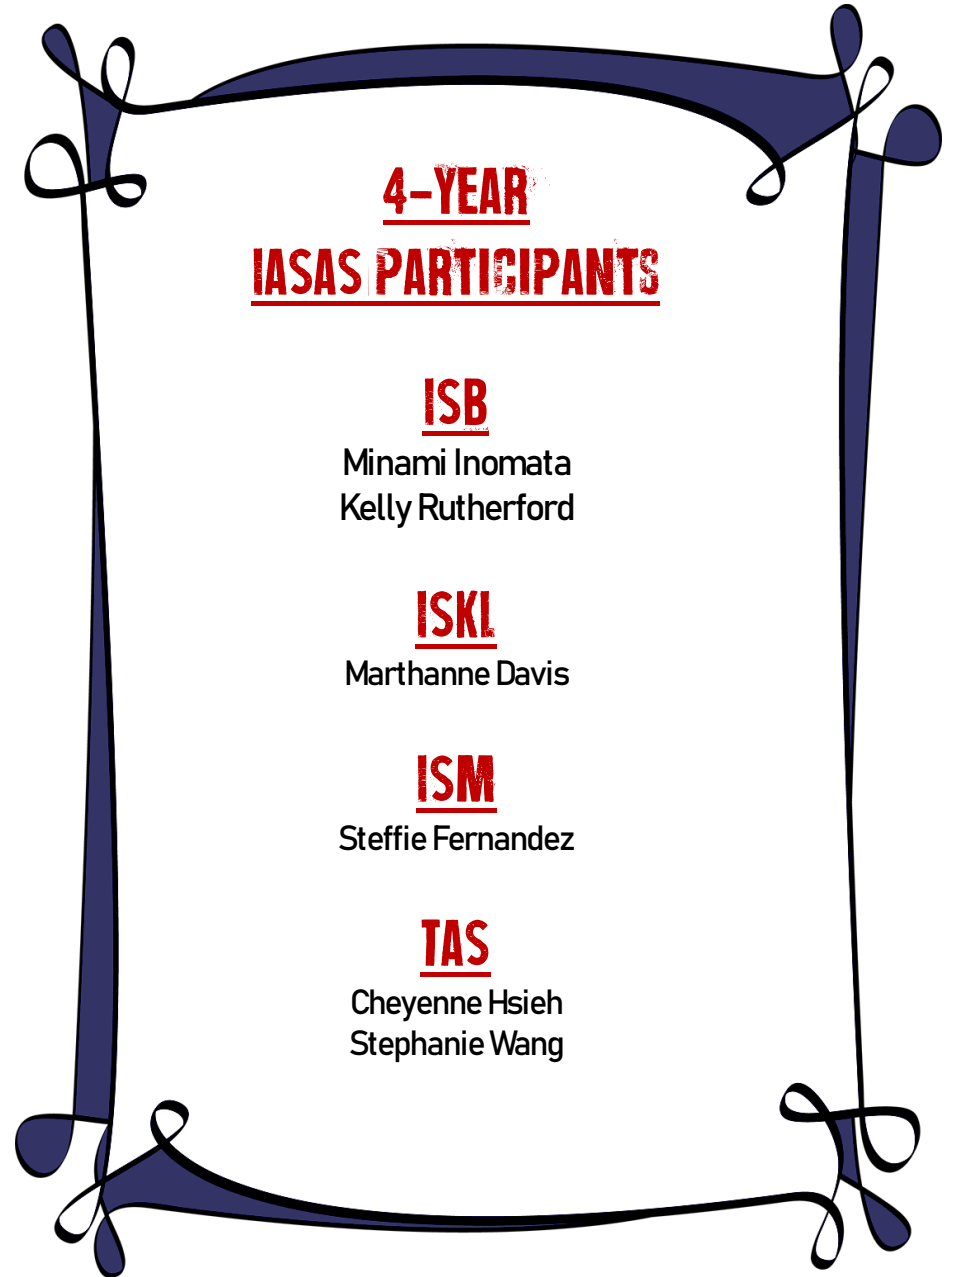 4-YEAR
IASAS PARTICIPANTS
ISB
Minami Inomata
Kelly Rutherford
ISKL
Marthanne Davis
ISM
Steffie Fernandez
TAS
Cheyenne Hsieh
Stephanie Wang